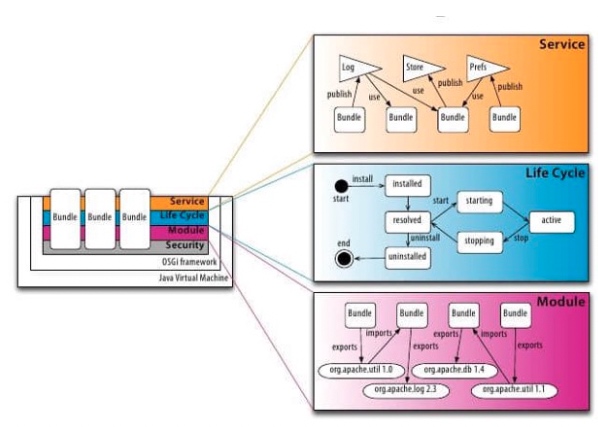 Service
Log
Store
Prefs
publish
use
use
publish
use
publish
Bundle
Bundle
Bundle
Bundle
Bundle
Bundle
Bundle
Service
Life Cycle
Module
Security
OSGi framework
Java Virtual Machine
Life Cycle
install
installed
start
start
starting
resolved
active
uninstall
stopping
stop
end
uninstalled
Module
Bundle
Bundle
Bundle
Bundle
exports
imports
exports
exports
imports
exports
org.apache.util 1.0
org.apache.db 1.4
org.apache.log 2.3
org.apache.util 1.1